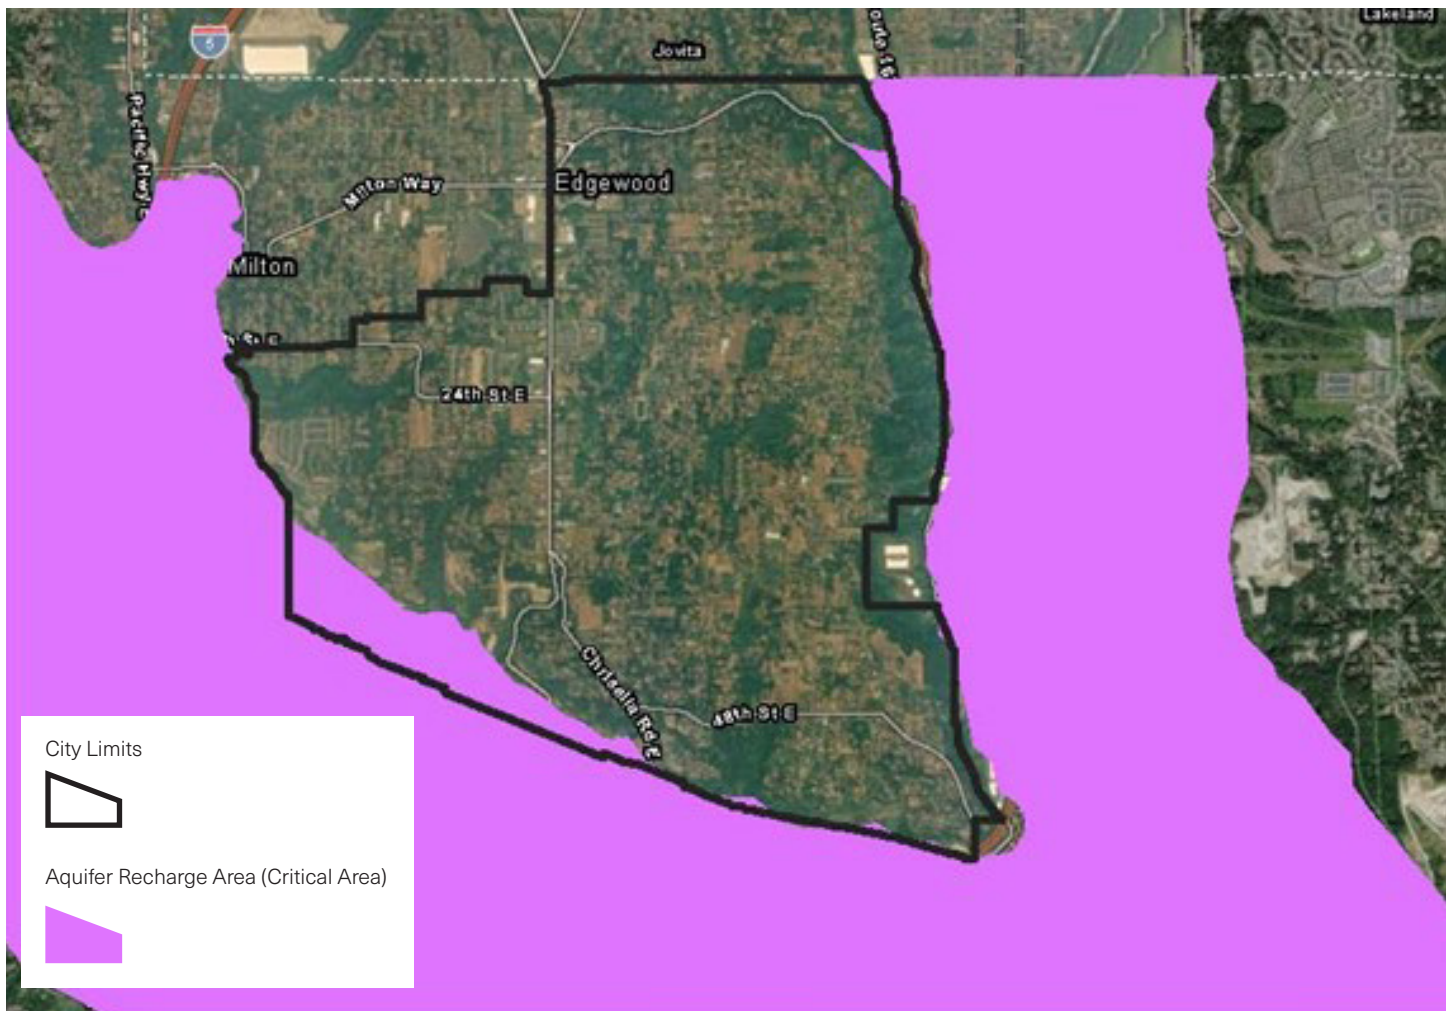 Lakeland
5
Jovita
Pacific Hwy E
Milton Way
Edgewood
Milton
h St E
24th St E
Chrisella Rd E
48th St E
City Limits
Aquifer Recharge Area (Critical Area)